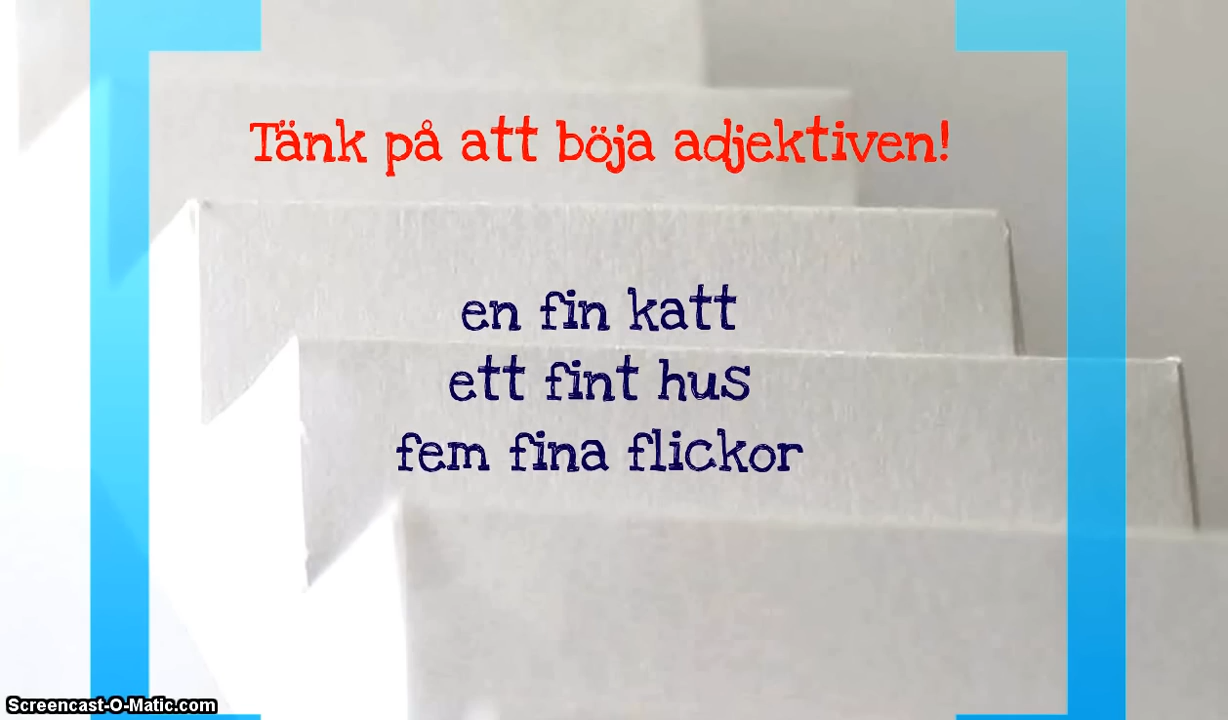 Tänk på att böja adjektiven!
en fin katt
ett fint hus
fem fina flickor
Screencast-O-Matic.com